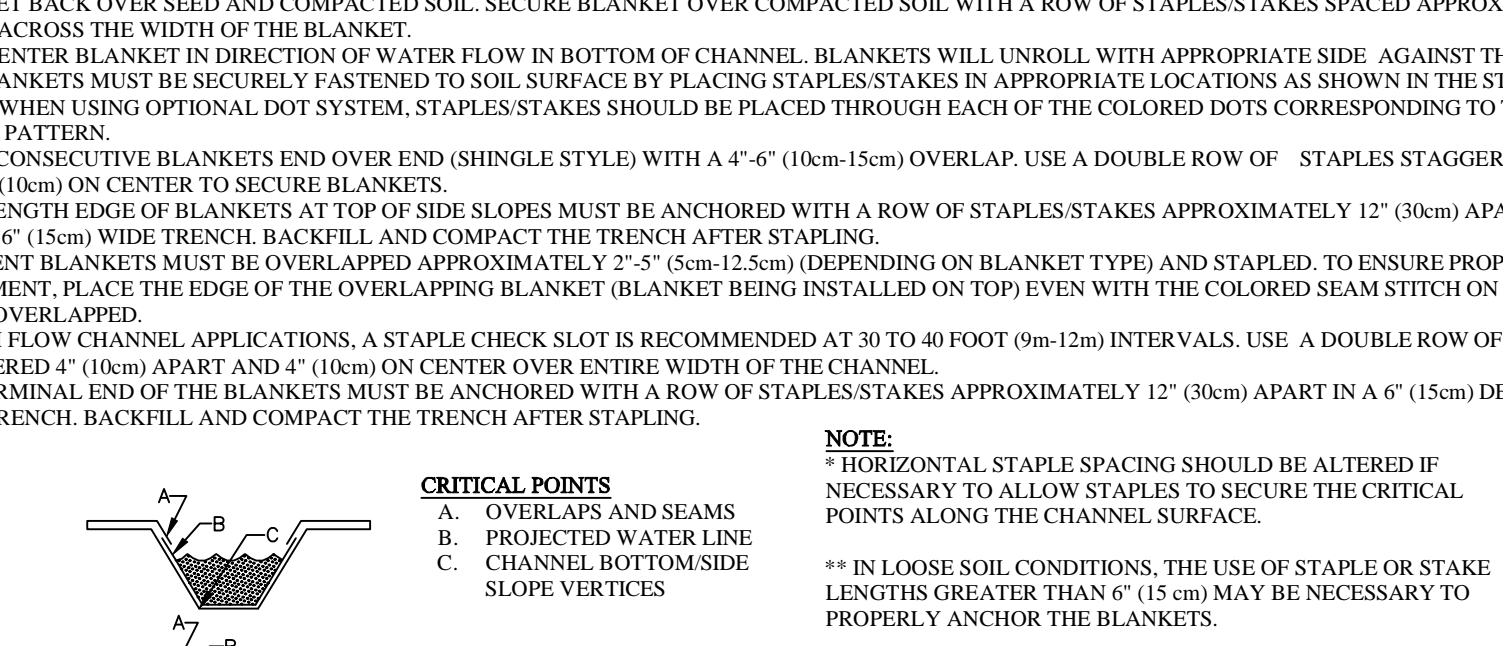 ET BACK OVER SEED AND COMPACTED SOIL. SECURE BLANKET OVER COMPACTED SOIL WITH A ROW OF STAPLES/STAKES SPACED APPROX
ACROSS THE WIDTH OF THE BLANKET.
ENTER BLANKET IN DIRECTION OF WATER FLOW IN BOTTOM OF CHANNEL. BLANKETS WILL UNROLL WITH APPROPRIATE SIDE AGAINST TH
ANKETS MUST BE SECURELY FASTENED TO SOIL SURFACE BY PLACING STAPLES/STAKES IN APPROPRIATE LOCATIONS AS SHOWN IN THE ST
WHEN USING OPTIONAL DOT SYSTEM, STAPLES/STAKES SHOULD BE PLACED THROUGH EACH OF THE COLORED DOTS CORRESPONDING TO
PATTERN.
CONSECUTIVE BLANKETS END OVER END (SHINGLE STYLE) WITH A 4"-6" (10cm-15cm) OVERLAP. USE A DOUBLE ROW OF STAPLES STAGGER
(10cm) ON CENTER TO SECURE BLANKETS.
ENGTH EDGE OF BLANKETS AT TOP OF SIDE SLOPES MUST BE ANCHORED WITH A ROW OF STAPLES/STAKES APPROXIMATELY 12" (30cm) APA
6" (15cm) WIDE TRENCH. BACKFILL AND COMPACT THE TRENCH AFTER STAPLING.
ENT BLANKETS MUST BE OVERLAPPED APPROXIMATELY 2"-5" (5cm-12.5cm) (DEPENDING ON BLANKET TYPE) AND STAPLED. TO ENSURE PROP
MENT, PLACE THE EDGE OF THE OVERLAPPING BLANKET (BLANKET BEING INSTALLED ON TOP) EVEN WITH THE COLORED SEAM STITCH ON
OVERLAPPED.
FLOW CHANNEL APPLICATIONS, A STAPLE CHECK SLOT IS RECOMMENDED AT 30 TO 40 FOOT (9m-12m) INTERVALS. USE A DOUBLE ROW OF
ERED 4" (10cm) APART AND 4" (10cm) ON CENTER OVER ENTIRE WIDTH OF THE CHANNEL.
RMINAL END OF THE BLANKETS MUST BE ANCHORED WITH A ROW OF STAPLES/STAKES APPROXIMATELY 12" (30cm) APART IN A 6" (15cm) DE
RENCH. BACKFILL AND COMPACT THE TRENCH AFTER STAPLING.
A
B
C
A
B
CRITICAL POINTS
A. OVERLAPS AND SEAMS
B. PROJECTED WATER LINE
C. CHANNEL BOTTOM/SIDE
SLOPE VERTICES
NOTE:
* HORIZONTAL STAPLE SPACING SHOULD BE ALTERED IF
NECESSARY TO ALLOW STAPLES TO SECURE THE CRITICAL
POINTS ALONG THE CHANNEL SURFACE.
** IN LOOSE SOIL CONDITIONS, THE USE OF STAPLE OR STAKE
LENGTHS GREATER THAN 6" (15 cm) MAY BE NECESSARY TO
PROPERLY ANCHOR THE BLANKETS.